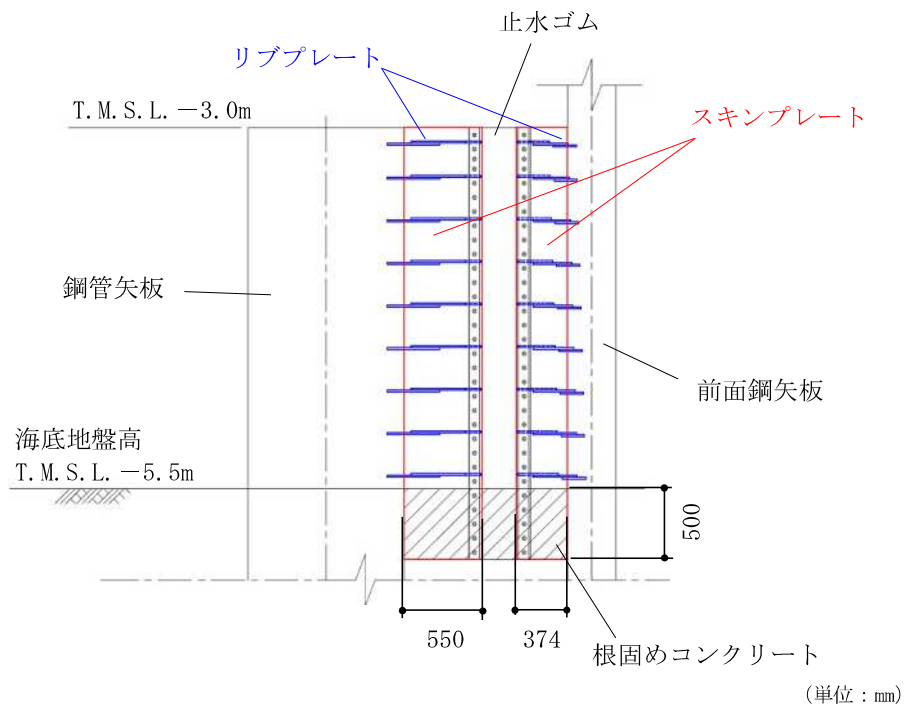 止水ゴム
リブプレート
T.M.S.L.－3.0m
スキンプレート
鋼管矢板
前面鋼矢板
海底地盤高
T.M.S.L.－5.5m
500
550
374
根固めコンクリート
(単位：mm)